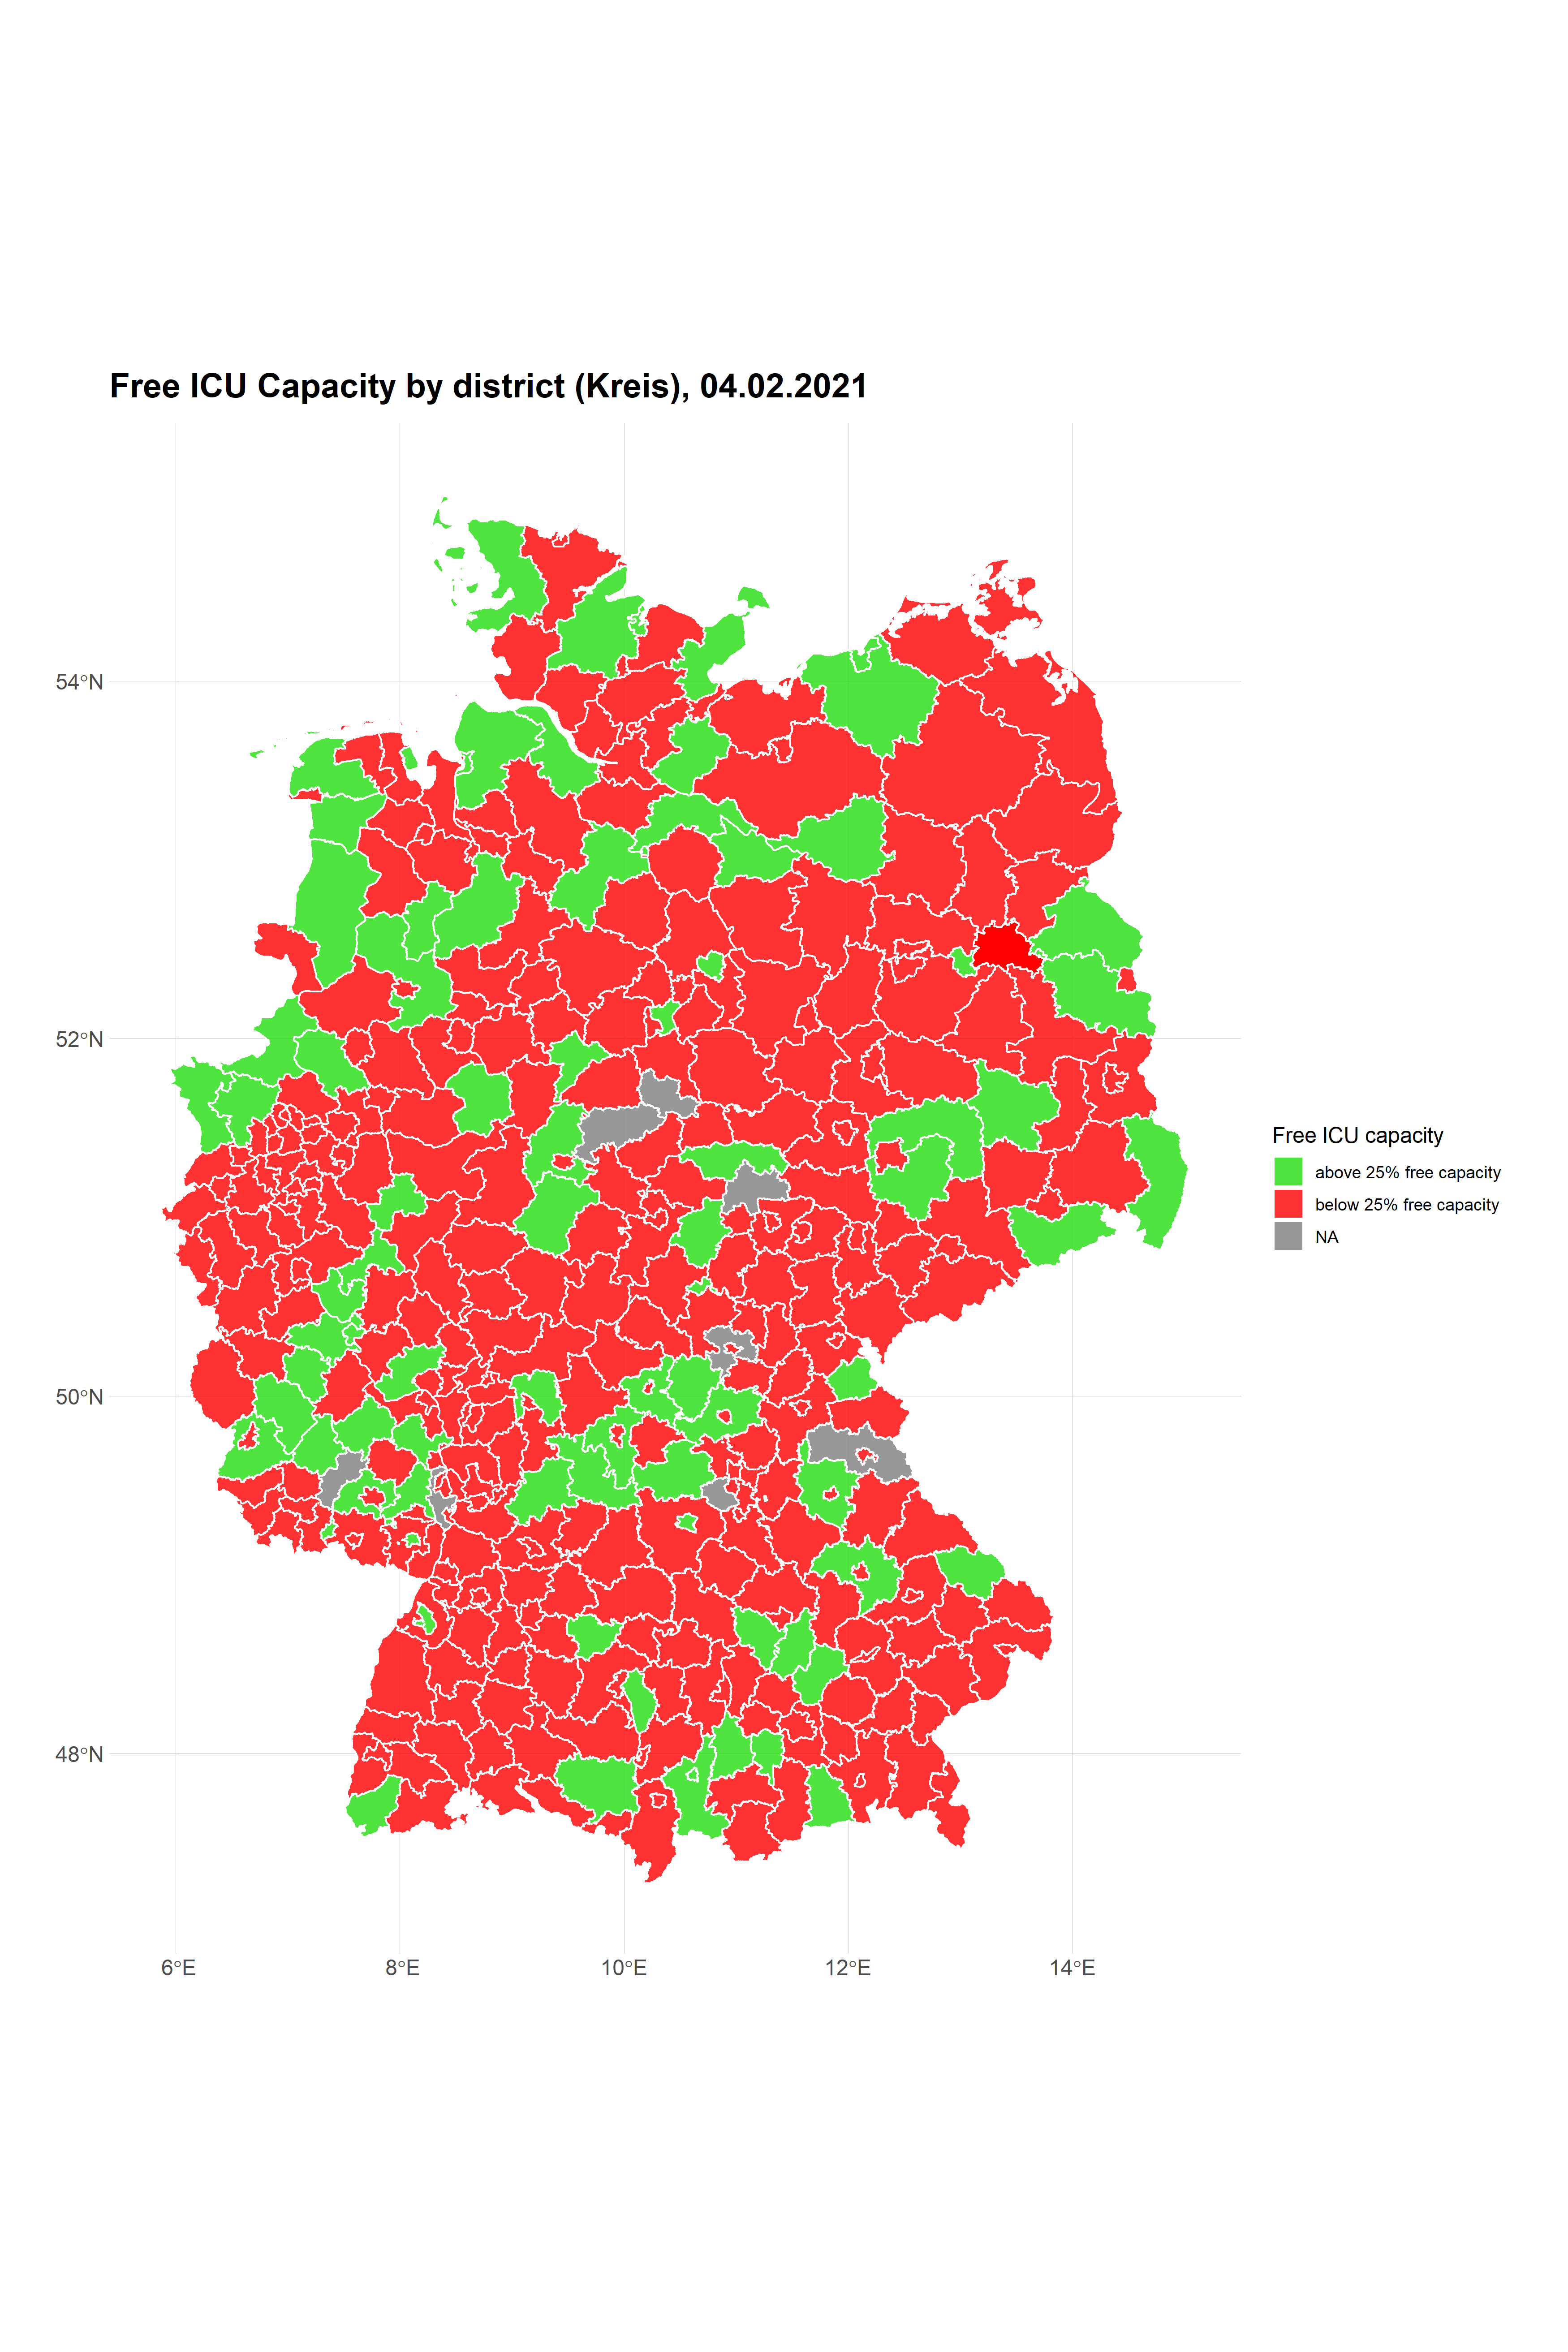 Free ICU Capacity by district (Kreis), 04.02.2021
54°N
52°N
50°N
48°N
6°E
8°E
10°E
12°E
14°E
Free ICU capacity
above 25% free capacity
below 25% free capacity
NA